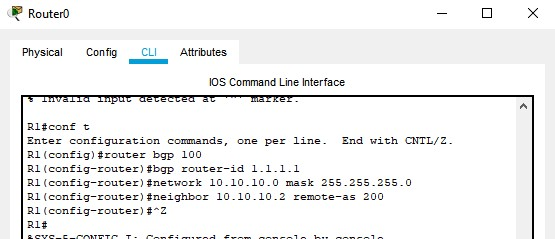 Router0
Physical Config CLI Attributes
IOS Command Line Interface
% Invalid input detected at '^' marker.
R1#conf t
Enter configuration commands, one per line. End with CNTL/Z.
R1(config)#router bgp 100
R1(config-router)#bgp router-id 1.1.1.1
R1(config-router)#network 10.10.10.0 mask 255.255.255.0
R1(config-router)#neighbor 10.10.10.2 remote-as 200
R1(config-router)#^Z
R1#
%SYS-5-CONFIG_I: Configured from console by console